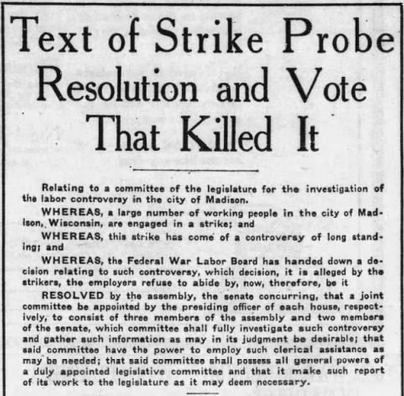 Text of Strike Probe
Resolution and Vote
That Killed It
Relating to a committee of the legislature for the investigation of
the labor controversy in the city of Madison.
WHEREAS, a large number of working people in the city of Mad-
ison, Wisconsin, are engaged in a strike; and
WHEREAS, this strike has come of a controversy of long stand-
ing; and
WHEREAS, the Federal War Labor Board has handed down a de-
cision relating to such controversy, which decision, it is alleged by the
strikers, the employers refuse to abide by, now, therefore, be it
RESOLVED by the assembly, the senate concurring, that a joint
committee be appointed by the presiding officer of each house, respect-
ively, to consist of three members of the assembly and two members
of the senate, which committee shall fully investigate such controversy
and gather such information as may in its judgment be desirable; that
said committee have the power to employ such clerical assistance as
may be needed; that said committee shall possess all general powers of
a duly appointed legislative committee and that it make such report
of its work to the legislature as it may deem necessary.